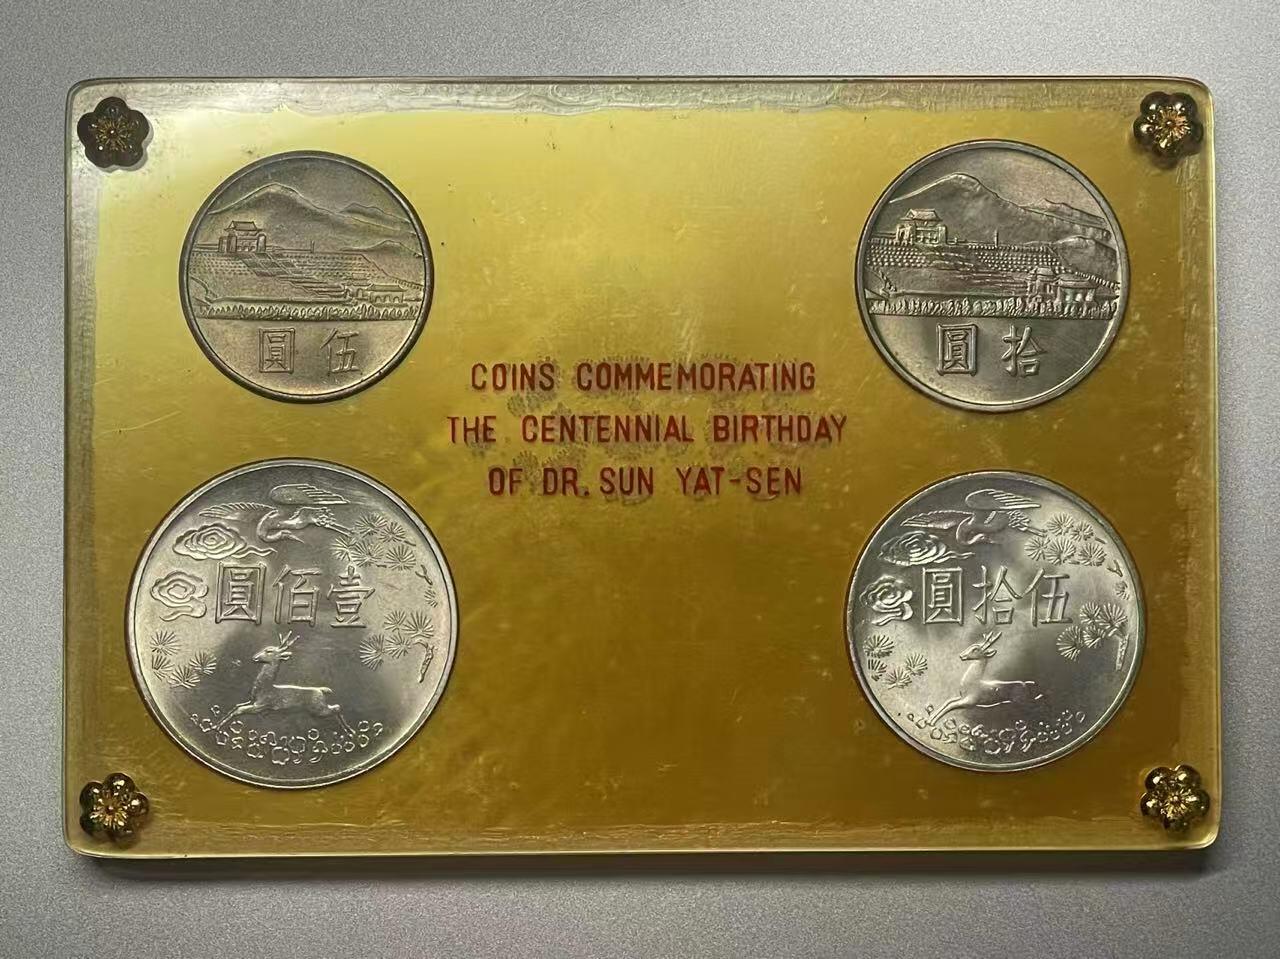 伍圓
拾圓
COINS COMMEMORATING
THE CENTENNIAL BIRTHDAY
OF DR. SUN YAT-SEN
壹佰圓
伍拾圓